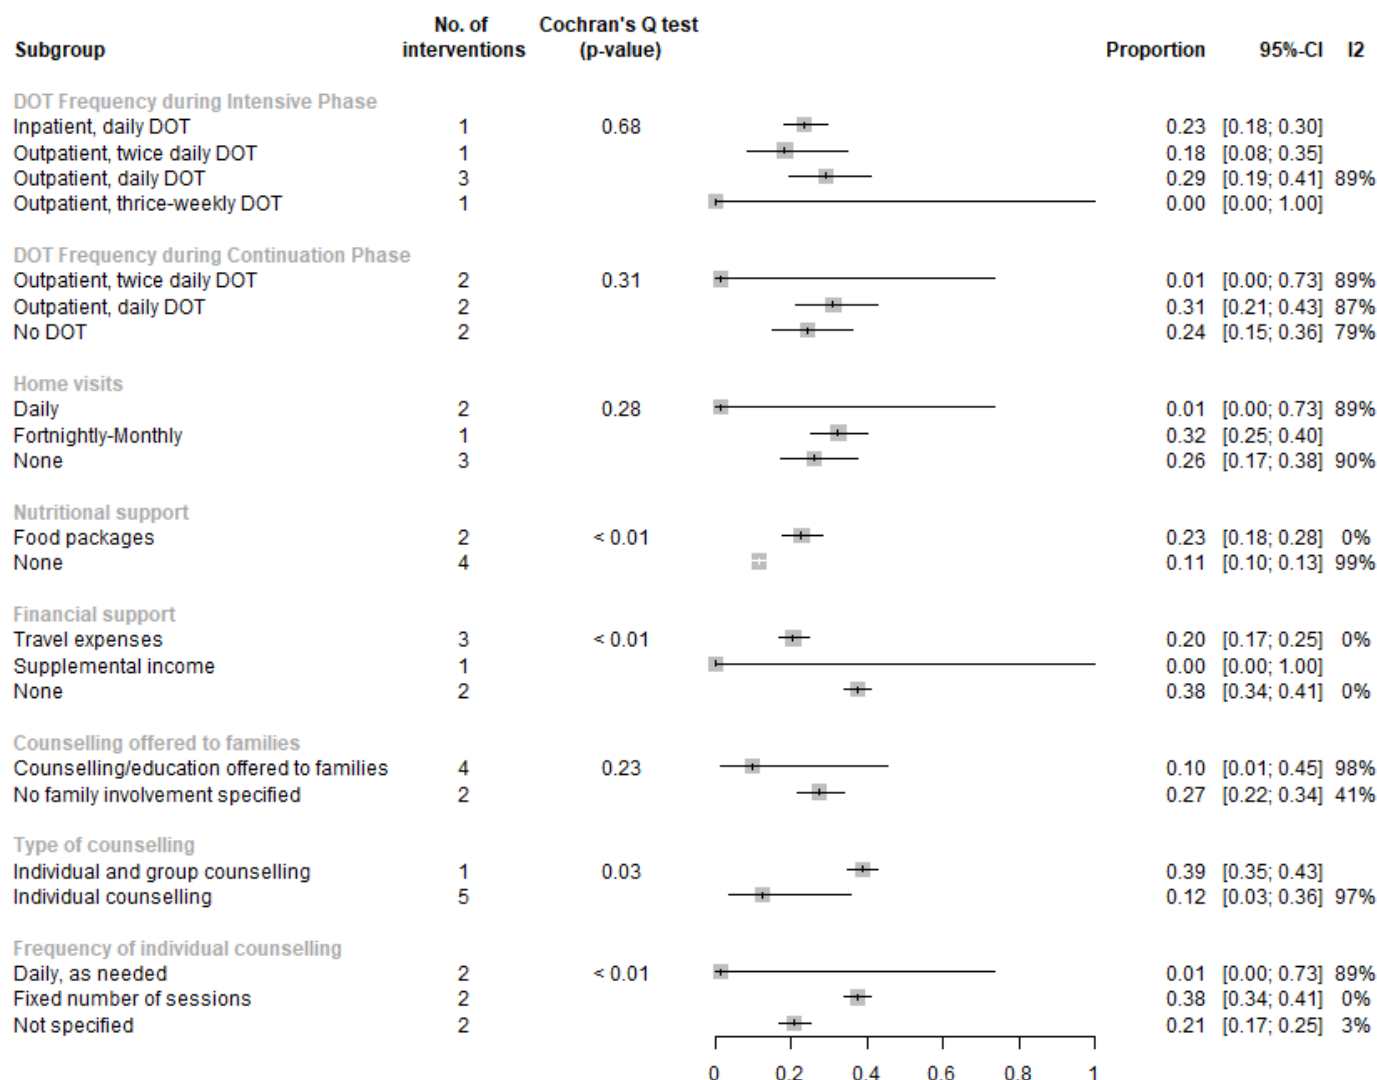 No. of Cochran's Q test
Subgroup interventions (p-value) Proportion 95%-CI I2
DOT Frequency during Intensive Phase
Inpatient, daily DOT 1 0.68 0.23 [0.18; 0.30]
Outpatient, twice daily DOT 1 0.18 [0.08; 0.35]
Outpatient, daily DOT 3 0.29 [0.19; 0.41] 89%
Outpatient, thrice-weekly DOT 1 0.00 [0.00; 1.00]
DOT Frequency during Continuation Phase
Outpatient, twice daily DOT 2 0.31 0.01 [0.00; 0.73] 89%
Outpatient, daily DOT 2 0.31 [0.21; 0.43] 87%
No DOT 2 0.24 [0.15; 0.36] 79%
Home visits
Daily 2 0.28 0.01 [0.00; 0.73] 89%
Fortnightly-Monthly 1 0.32 [0.25; 0.40]
None 3 0.26 [0.17; 0.38] 90%
Nutritional support
Food packages 2 < 0.01 0.23 [0.18; 0.28] 0%
None 4 0.11 [0.10; 0.13] 99%
Financial support
Travel expenses 3 < 0.01 0.20 [0.17; 0.25] 0%
Supplemental income 1 0.00 [0.00; 1.00]
None 2 0.38 [0.34; 0.41] 0%
Counselling offered to families
Counselling/education offered to families 4 0.23 0.10 [0.01; 0.45] 98%
No family involvement specified 2 0.27 [0.22; 0.34] 41%
Type of counselling
Individual and group counselling 1 0.03 0.39 [0.35; 0.43]
Individual counselling 5 0.12 [0.03; 0.36] 97%
Frequency of individual counselling
Daily, as needed 2 < 0.01 0.01 [0.00; 0.73] 89%
Fixed number of sessions 2 0.38 [0.34; 0.41] 0%
Not specified 2 0.21 [0.17; 0.25] 3%
0 0.2 0.4 0.6 0.8 1